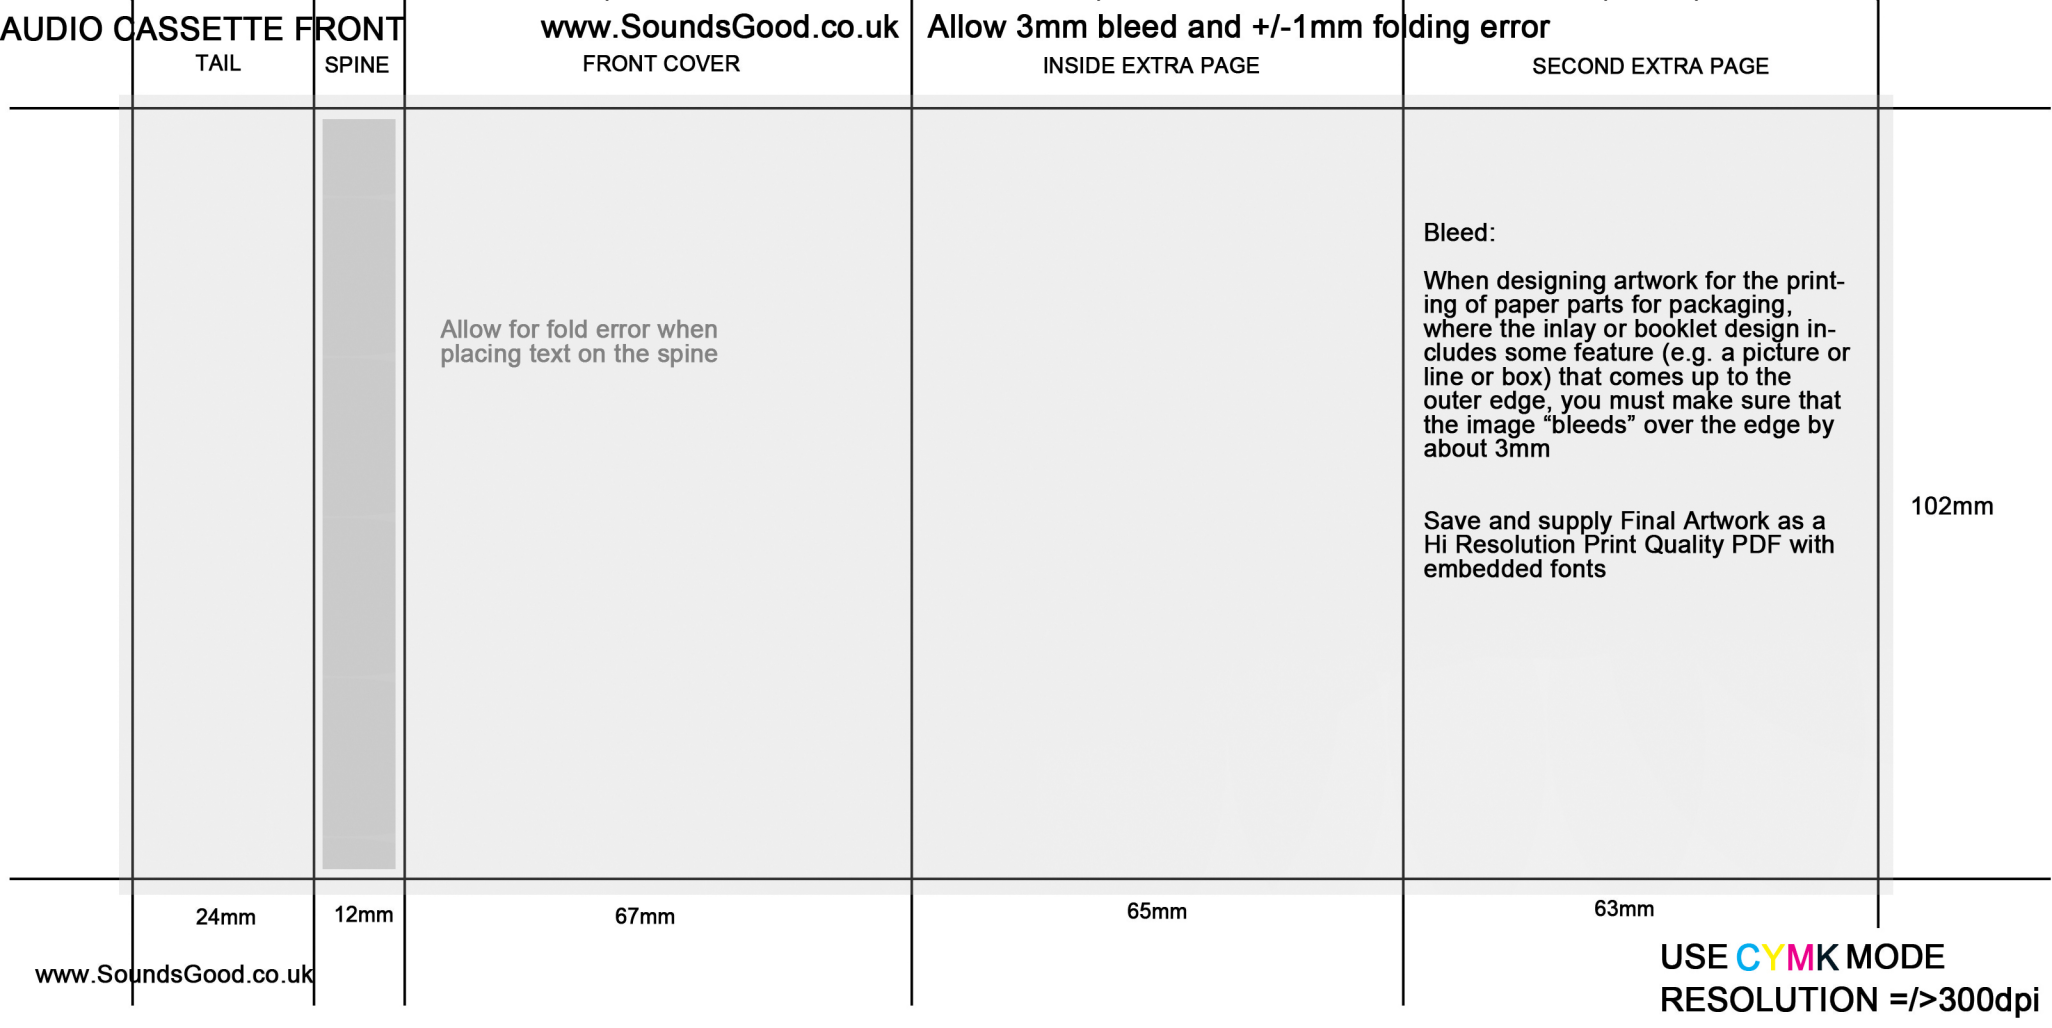 AUDIO CASSETTE FRONT
www.SoundsGood.co.uk
Allow 3mm bleed and +/-1mm folding error
TAIL
SPINE
FRONT COVER
INSIDE EXTRA PAGE
SECOND EXTRA PAGE
Allow for fold error when
placing text on the spine
Bleed:
When designing artwork for the print-
ing of paper parts for packaging,
where the inlay or booklet design in-
cludes some feature (e.g. a picture or
line or box) that comes up to the
outer edge, you must make sure that
the image “bleeds” over the edge by
about 3mm
Save and supply Final Artwork as a
Hi Resolution Print Quality PDF with
embedded fonts
102mm
24mm
12mm
67mm
65mm
63mm
www.SoundsGood.co.uk
USE CYMK MODE
RESOLUTION =/>300dpi